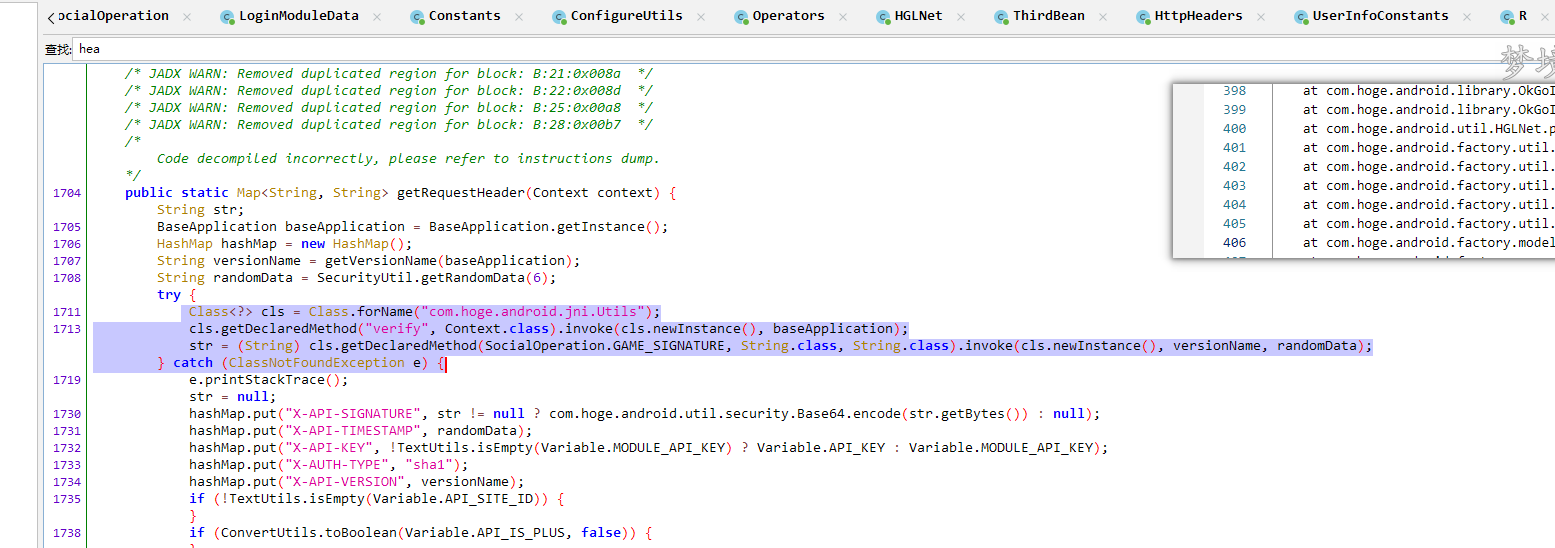 ocialOperation
LoginModuleData
Constants
ConfigureUtils
Operators
HGLNet
ThirdBean
HttpHeaders
UserInfoConstants
R
查找: hea
/* JADX WARN: Removed duplicated region for block: B:21:0x008a  */
/* JADX WARN: Removed duplicated region for block: B:22:0x008d  */
/* JADX WARN: Removed duplicated region for block: B:25:0x00a8  */
/* JADX WARN: Removed duplicated region for block: B:28:0x00b7  */
/*
    Code decompiled incorrectly, please refer to instructions dump.
*/
1704 public static Map<String, String> getRequestHeader(Context context) {
String str;
1705 BaseApplication baseApplication = BaseApplication.getInstance();
1706 HashMap hashMap = new HashMap();
1707 String versionName = getVersionName(baseApplication);
1708 String randomData = SecurityUtil.getRandomData(6);
try {
1711 Class<?> cls = Class.forName("com.hoge.android.jni.Utils");
1713 cls.getDeclaredMethod("verify", Context.class).invoke(cls.newInstance(), baseApplication);
str = (String) cls.getDeclaredMethod(SocialOperation.GAME_SIGNATURE, String.class, String.class).invoke(cls.newInstance(), versionName, randomData);
} catch (ClassNotFoundException e) {
1719 e.printStackTrace();
str = null;
1730 hashMap.put("X-API-SIGNATURE", str != null ? com.hoge.android.util.security.Base64.encode(str.getBytes()) : null);
1731 hashMap.put("X-API-TIMESTAMP", randomData);
1732 hashMap.put("X-API-KEY", !TextUtils.isEmpty(Variable.MODULE_API_KEY) ? Variable.API_KEY : Variable.MODULE_API_KEY);
1733 hashMap.put("X-AUTH-TYPE", "sha1");
1734 hashMap.put("X-API-VERSION", versionName);
1735 if (!TextUtils.isEmpty(Variable.API_SITE_ID)) {
}
1738 if (ConvertUtils.toBoolean(Variable.API_IS_PLUS, false)) {
梦境
398 at com.hoge.android.library.OkGoI
399 at com.hoge.android.library.OkGoI
400 at com.hoge.android.util.HGLNet.p
401 at com.hoge.android.factory.util.
402 at com.hoge.android.factory.util.
403 at com.hoge.android.factory.util.
404 at com.hoge.android.factory.util.
405 at com.hoge.android.factory.util.
406 at com.hoge.android.factory.model